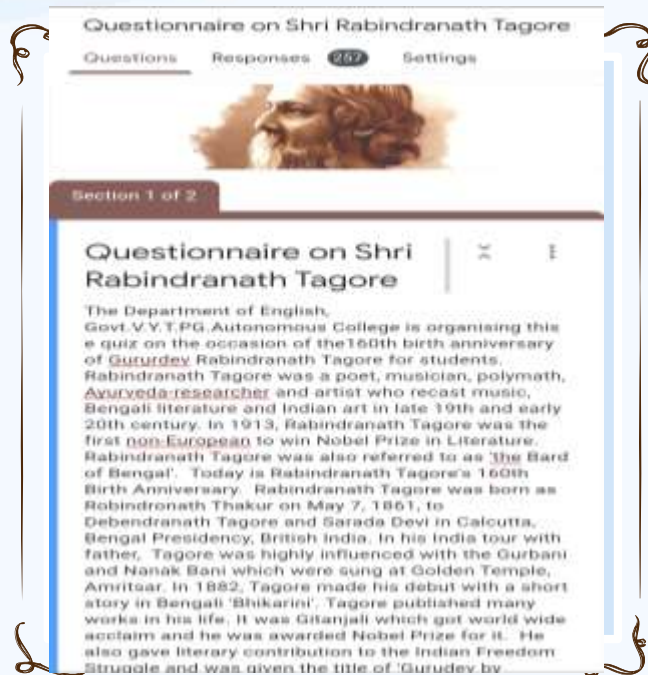 Questionnaire on Shri Rabindranath Tagore
Questions Responses 257 Settings
Section 1 of 2
Questionnaire on Shri
Rabindranath Tagore
The Department of English,
Govt.V.Y.T.PG.Autonomous College is organising this
e quiz on the occasion of the160th birth anniversary
of Gururdev Rabindranath Tagore for students.
Rabindranath Tagore was a poet, musician, polymath,
Ayurveda-researcher and artist who recast music,
Bengali literature and Indian art in late 19th and early
20th century. In 1913, Rabindranath Tagore was the
first non-European to win Nobel Prize in Literature.
Rabindranath Tagore was also referred to as 'the Bard
of Bengal'. Today is Rabindranath Tagore's 160th
Birth Anniversary. Rabindranath Tagore was born as
Robindronath Thakur on May 7, 1861, to
Debendranath Tagore and Sarada Devi in Calcutta,
Bengal Presidency, British India. In his India tour with
father, Tagore was highly influenced with the Gurbani
and Nanak Bani which were sung at Golden Temple,
Amritsar. In 1882, Tagore made his debut with a short
story in Bengali 'Bhikarini'. Tagore published many
works in his life. It was Gitanjali which got world wide
acclaim and he was awarded Nobel Prize for it. He
also gave literary contribution to the Indian Freedom
Struggle and was given the title of 'Gurudev by